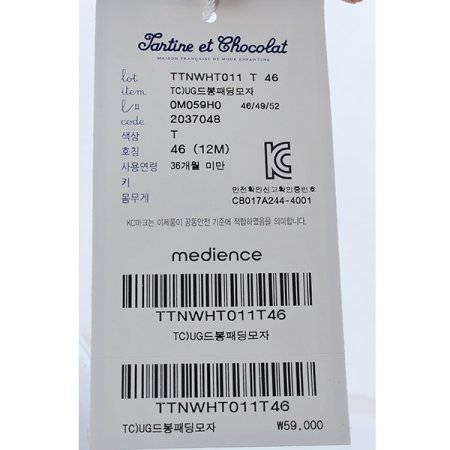 Tartine et Chocolat
MAISON FRANÇAISE DE MODE ENFANTINE
lot TTNWHT011 T 46
item TC)UG드봉패딩모자
l/# 0M059H0 46/49/52
code 2037048
색상 T
호칭 46 (12M)
사용연령 36개월 미만
키
몸무게
안전확인신고확인증번호
CB017A244-4001
KC마크는 이제품이 공동안전 기준에 적합하였음을 의미합니다.
medience
TTNWHT011T46
TC)UG드봉패딩모자
TTNWHT011T46
TC)UG드봉패딩모자 ₩59,000